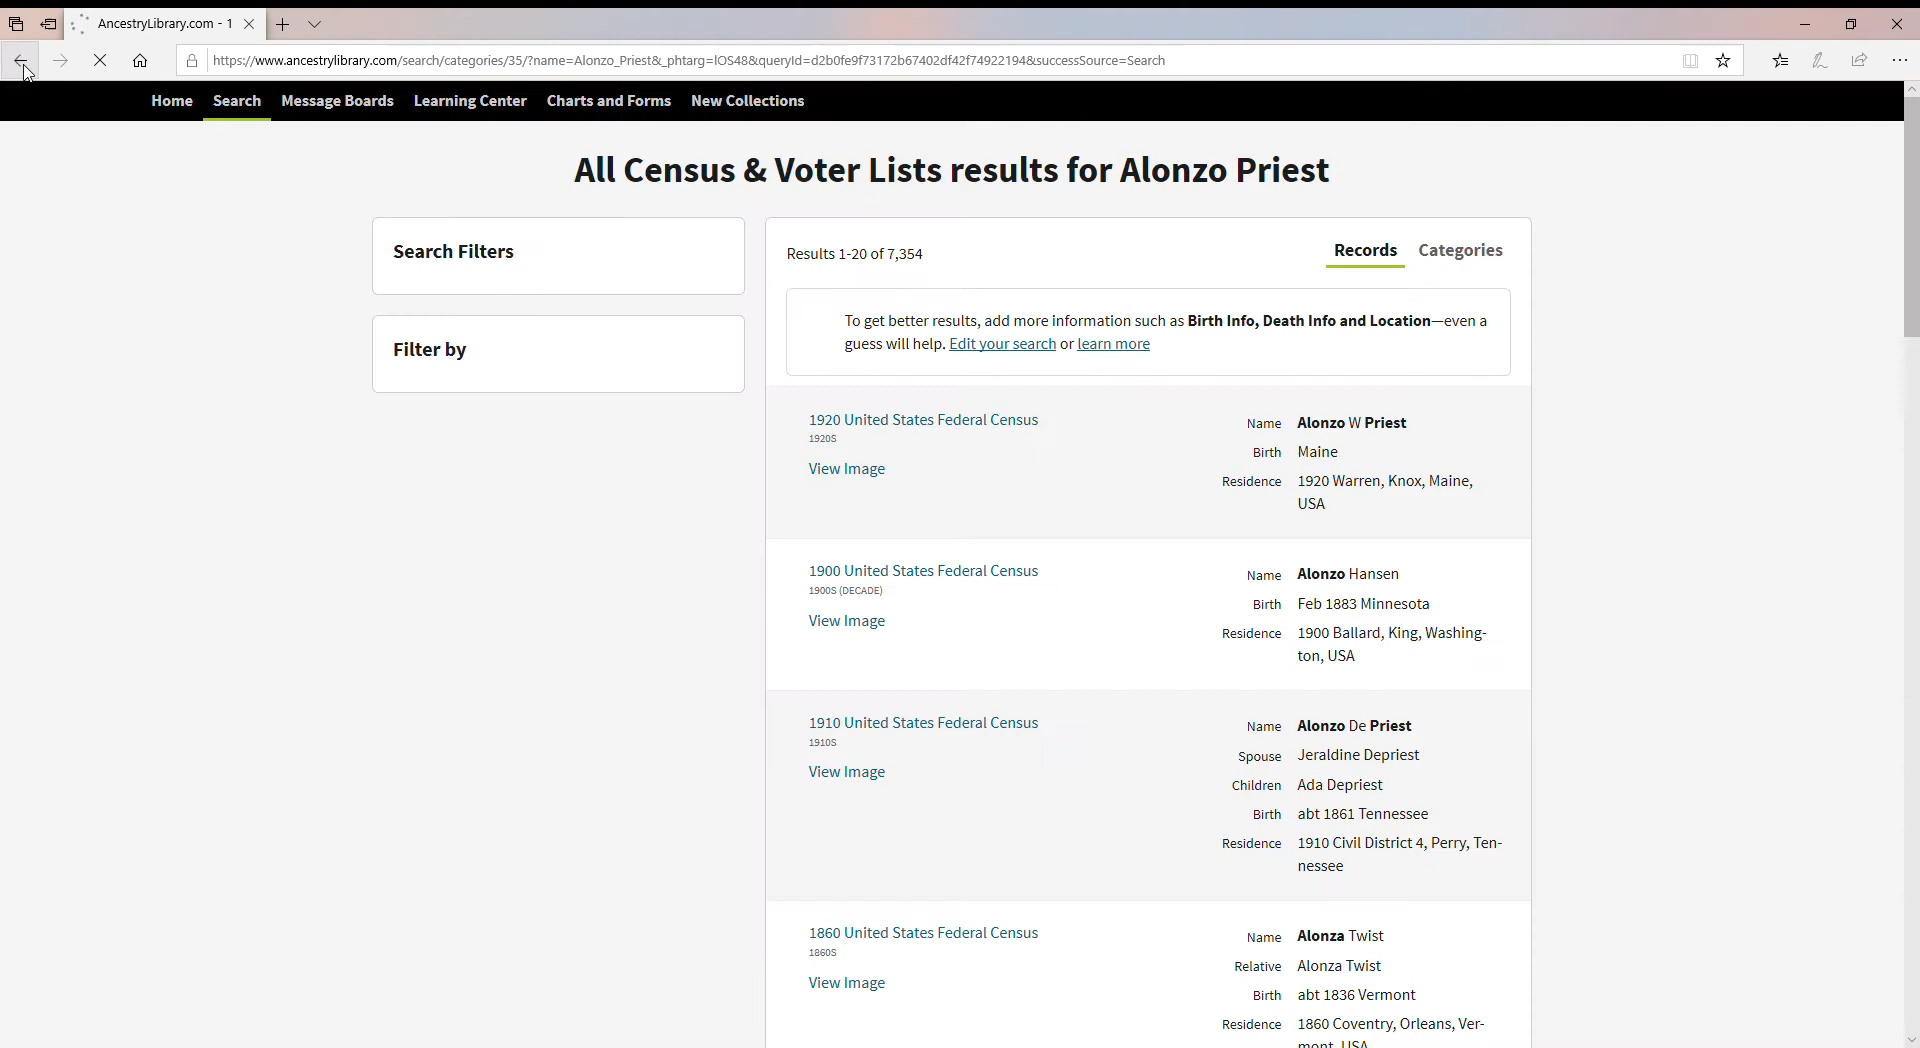 AncestryLibrary.com - 1
https://www.ancestrylibrary.com/search/categories/35/?name=Alonzo_Priest&_phtarg=IOS48&queryId=d2b0fe9f73172b67402df42f74922194&successSource=Search
Home Search Message Boards Learning Center Charts and Forms New Collections
All Census & Voter Lists results for Alonzo Priest
Search Filters
Filter by
Results 1-20 of 7,354
Records Categories
To get better results, add more information such as Birth Info, Death Info and Location—even a
guess will help. Edit your search or learn more
1920 United States Federal Census
1920S
View Image
Name Alonzo W Priest
Birth Maine
Residence 1920 Warren, Knox, Maine,
USA
1900 United States Federal Census
1900S (DECADE)
View Image
Name Alonzo Hansen
Birth Feb 1883 Minnesota
Residence 1900 Ballard, King, Washing-
ton, USA
1910 United States Federal Census
1910S
View Image
Name Alonzo De Priest
Spouse Jeraldine Depriest
Children Ada Depriest
Birth abt 1861 Tennessee
Residence 1910 Civil District 4, Perry, Ten-
nessee
1860 United States Federal Census
1860S
View Image
Name Alonza Twist
Relative Alonza Twist
Birth abt 1836 Vermont
Residence 1860 Coventry, Orleans, Ver-
mont, USA